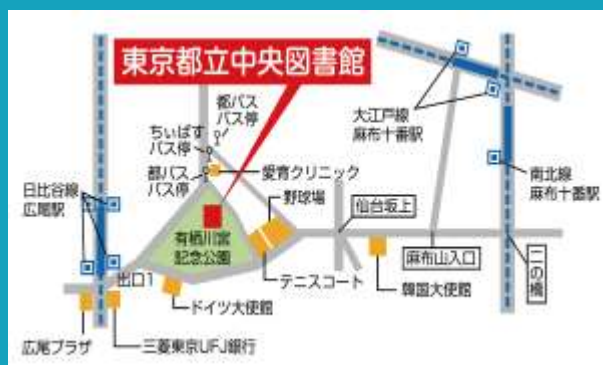 東京都立中央図書館
都バス
バス停
ちぃばす
バス停
都バス
バス停
愛育クリニック
野球場
大江戸線
麻布十番駅
南北線
麻布十番駅
日比谷線
広尾駅
仙台坂上
有栖川宮
記念公園
テニスコート
麻布山入口
二の橋
韓国大使館
出口1
ドイツ大使館
広尾プラザ
三菱東京UFJ銀行